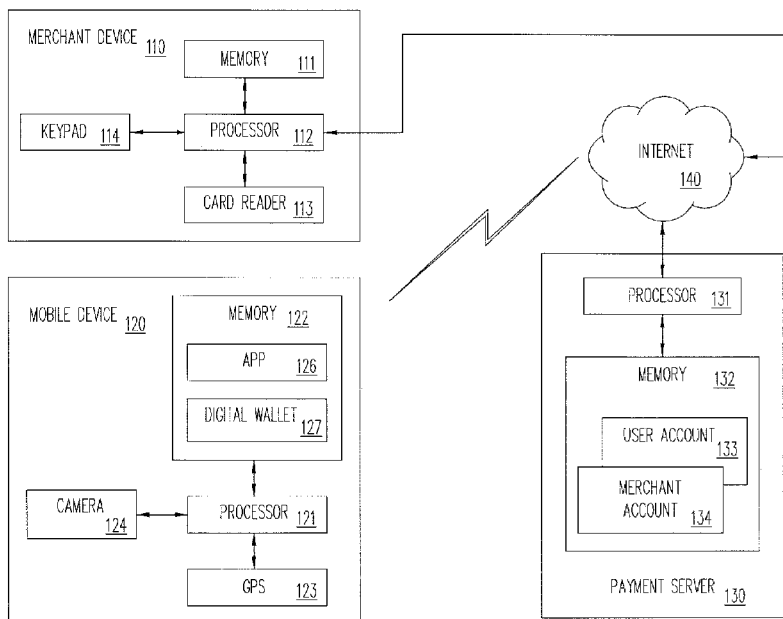 MERCHANT DEVICE 110
MEMORY
111
KEYPAD 114
PROCESSOR
112
CARD READER 113
INTERNET
140
MOBILE DEVICE 120
MEMORY 122
APP
126
DIGITAL WALLET
127
CAMERA
124
PROCESSOR
121
GPS
123
PROCESSOR
131
MEMORY 132
USER ACCOUNT
133
MERCHANT
ACCOUNT
134
PAYMENT SERVER 130